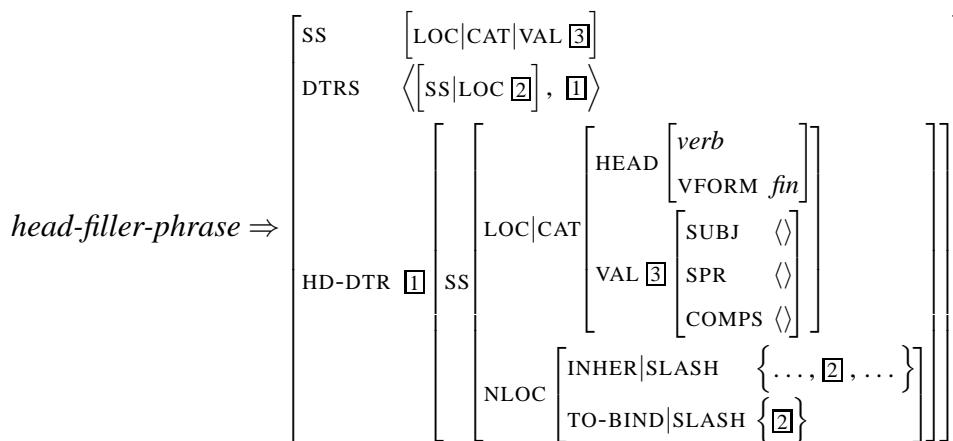 SS [LOC|CAT|VAL 3]
DTRS ⟨[SS|LOC 2], 1⟩
head-filler-phrase ⇒
HD-DTR 1
SS
LOC|CAT
HEAD [verb
VFORM fin]
VAL 3
[SUBJ ⟨⟩
SPR ⟨⟩
COMPS ⟨⟩]
NLOC
[INHER|SLASH {..., 2, ...}
TO-BIND|SLASH {2}]